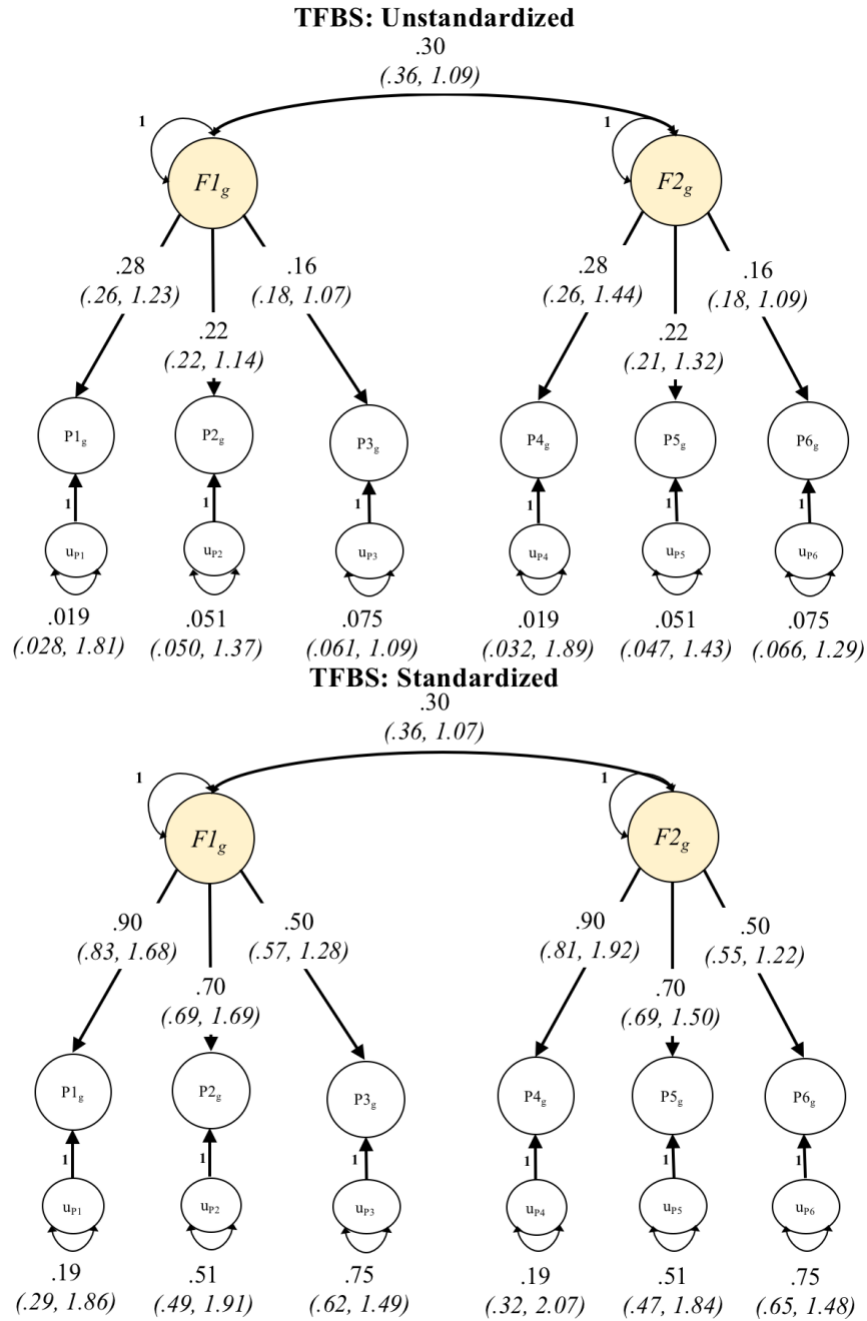 TFBS: Unstandardized
.30
(.36, 1.09)
1 1
F1g F2g
.28 .16 .28 .16
(.26, 1.23) (.18, 1.07) (.26, 1.44) (.18, 1.09)
.22 .22
(.22, 1.14) (.21, 1.32)
P1g P2g P3g P4g P5g P6g
1 1 1 1 1 1
uP1 uP2 uP3 uP4 uP5 uP6
.019 .051 .075 .019 .051 .075
(.028, 1.81) (.050, 1.37) (.061, 1.09) (.032, 1.89) (.047, 1.43) (.066, 1.29)
TFBS: Standardized
.30
(.36, 1.07)
1 1
F1g F2g
.90 .50 .90 .50
(.83, 1.68) (.57, 1.28) (.81, 1.92) (.55, 1.22)
.70 .70
(.69, 1.69) (.69, 1.50)
P1g P2g P3g P4g P5g P6g
1 1 1 1 1 1
uP1 uP2 uP3 uP4 uP5 uP6
.19 .51 .75 .19 .51 .75
(.29, 1.86) (.49, 1.91) (.62, 1.49) (.32, 2.07) (.47, 1.84) (.65, 1.48)